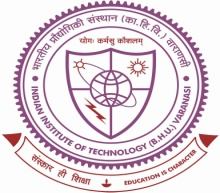 भारतीय प्रौद्योगिकी संस्थान (का.हि.वि.) वाराणसी
योगः कर्मसु कौशलम्
INDIAN INSTITUTE OF TECHNOLOGY (B.H.U.) VARANASI
संस्कार ही शिक्षा
EDUCATION IS CHARACTER